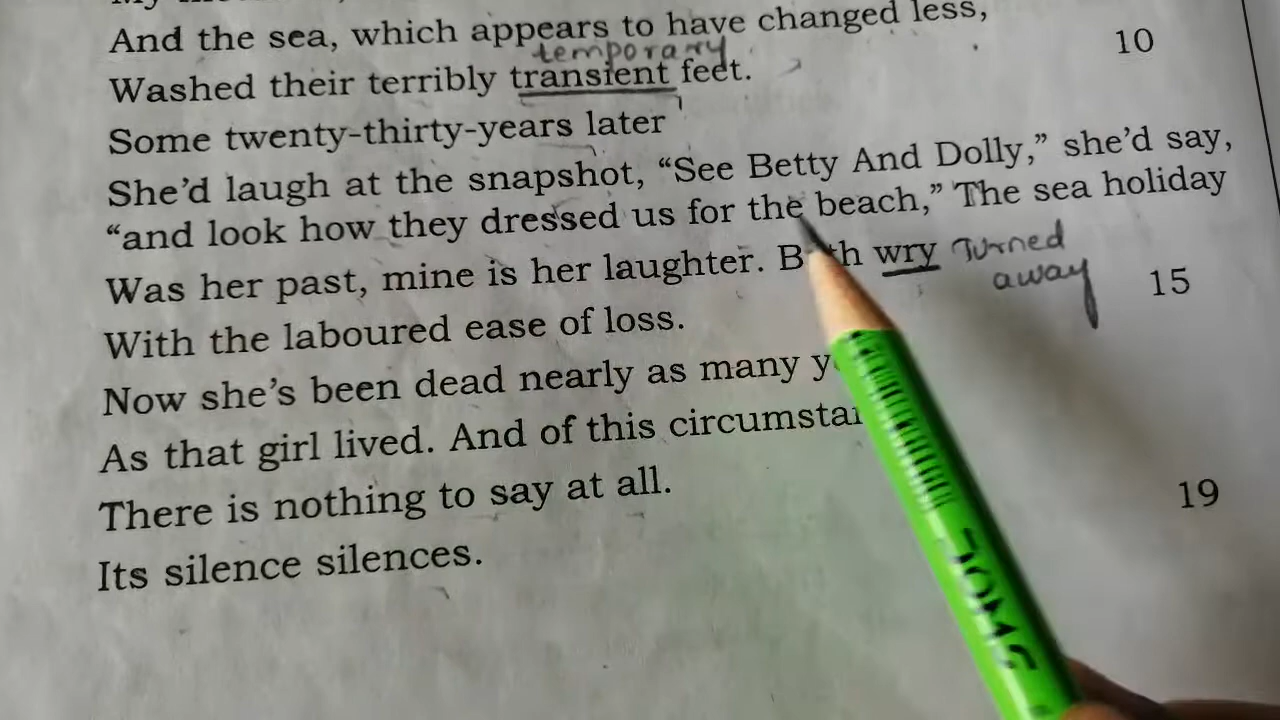 And the sea, which appears to have changed less,
temporary
10
Washed their terribly transient feet.
Some twenty-thirty-years later
She'd laugh at the snapshot, “See Betty And Dolly,” she'd say,
“and look how they dressed us for the beach,” The sea holiday
Was her past, mine is her laughter. wry Turned
away
15
With the laboured ease of loss.
Now she's been dead nearly as many
As that girl lived. And of this
There is nothing to say at all.
19
Its silence silences.